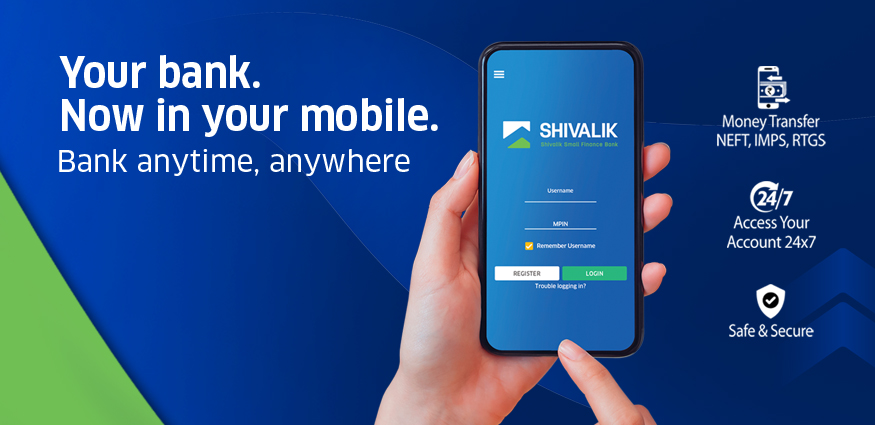 Your bank.
Now in your mobile.
Bank anytime, anywhere
SHIVALIK
Shivalik Small Finance Bank
Username
MPIN
Remember Username
REGISTER
LOGIN
Trouble logging in?
Money Transfer
NEFT, IMPS, RTGS
24/7
Access Your
Account 24x7
Safe & Secure